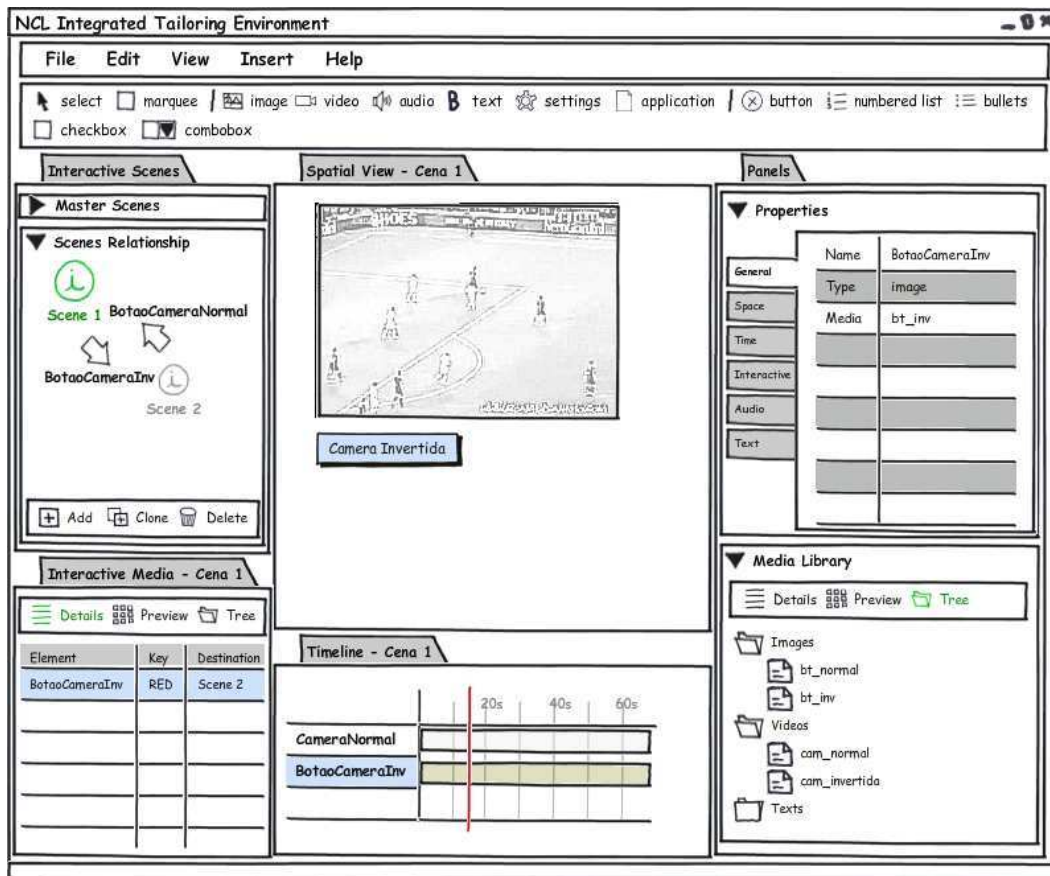 NCL Integrated Tailoring Environment
File Edit View Insert Help
select marquee image video audio B text settings application button numbered list bullets
checkbox combobox
Interactive Scenes
Master Scenes
Scenes Relationship
Scene 1 BotaoCameraNormal
BotaoCameraInv
Scene 2
Add Clone Delete
Interactive Media - Cena 1
Details Preview Tree
Element Key Destination
BotaoCameraInv RED Scene 2
Spatial View - Cena 1
SHOES
Camera Invertida
Timeline - Cena 1
20s 40s 60s
CameraNormal
BotaoCameraInv
Panels
Properties
General
Space
Time
Interactive
Audio
Text
Name BotaoCameraInv
Type image
Media bt_inv
Media Library
Details Preview Tree
Images
bt_normal
bt_inv
Videos
cam_normal
cam_invertida
Texts